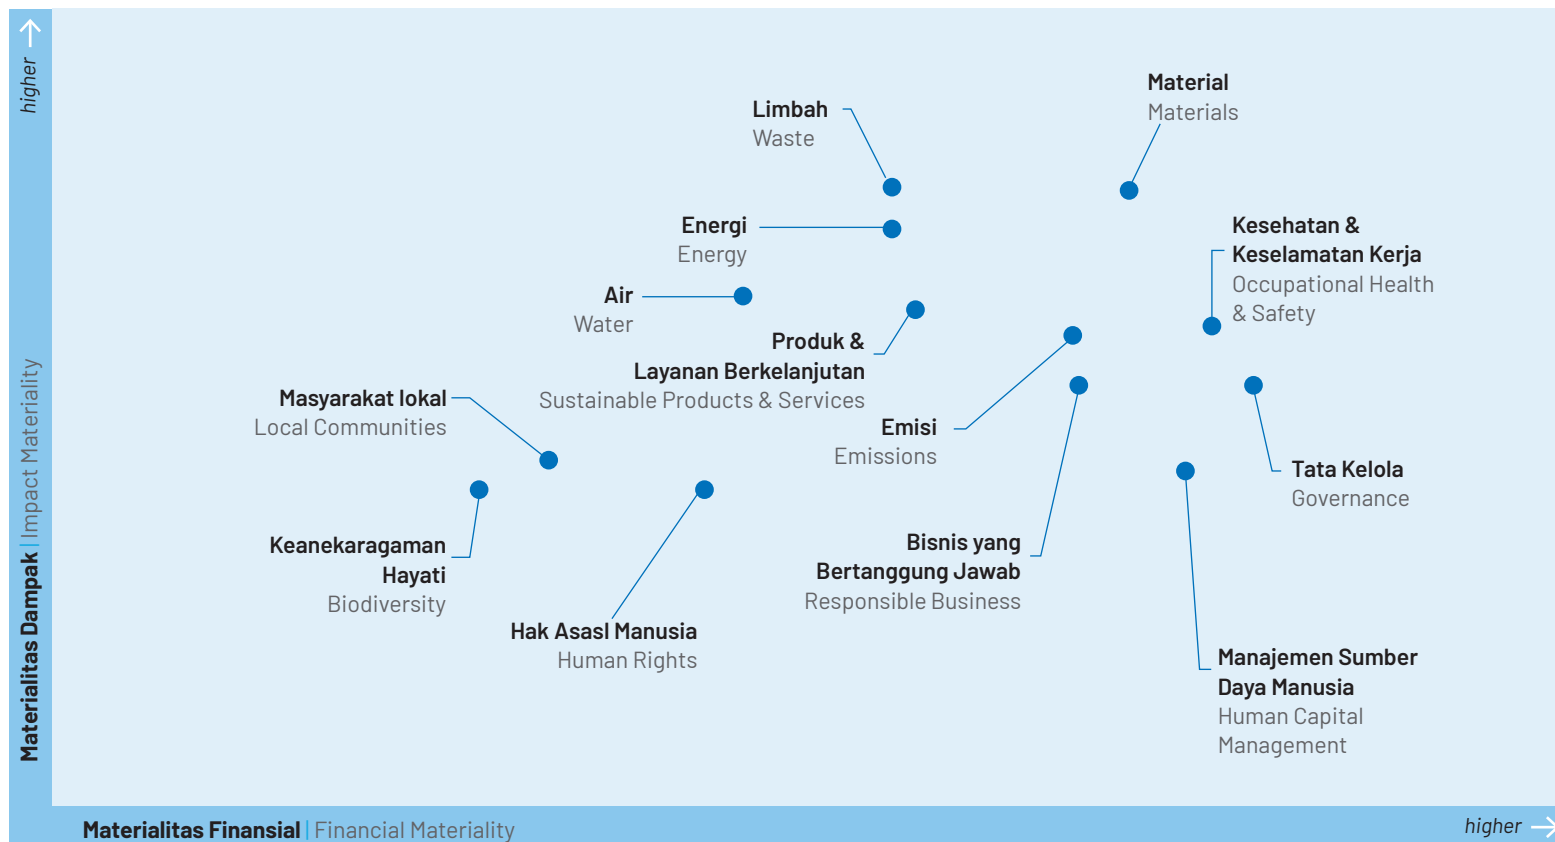 higher
Material
Materials
Limbah
Waste
Energi
Energy
Kesehatan &
Keselamatan Kerja
Occupational Health
& Safety
Air
Water
Produk &
Layanan Berkelanjutan
Sustainable Products & Services
Masyarakat lokal
Local Communities
Emisi
Emissions
Tata Kelola
Governance
Keanekaragaman
Hayati
Biodiversity
Bisnis yang
Bertanggung Jawab
Responsible Business
Hak AsasI Manusia
Human Rights
Manajemen Sumber
Daya Manusia
Human Capital
Management
Materialitas Dampak | Impact Materiality
Materialitas Finansial | Financial Materiality
higher